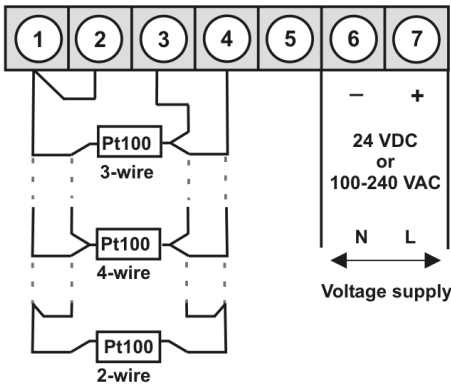 1 2 3 4 5 6 7
– +
Pt100
3-wire
24 VDC
or
100-240 VAC
Pt100
4-wire
N L
Voltage supply
Pt100
2-wire